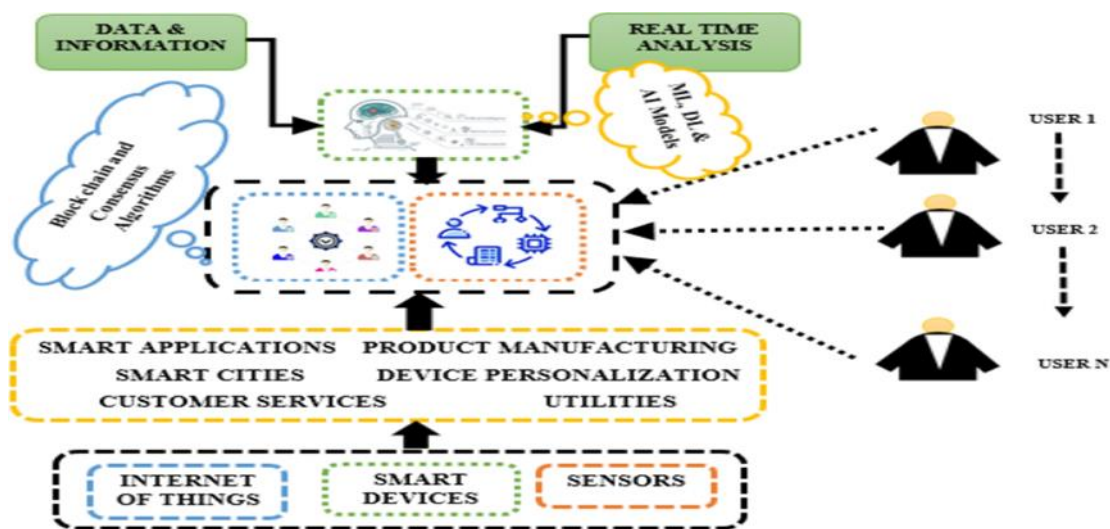 DATA &
INFORMATION
REAL TIME
ANALYSIS
ML, DL &
AI Models
Block chain and
Consensus
Algorithms
USER 1
USER 2
USER N
SMART APPLICATIONS
PRODUCT MANUFACTURING
SMART CITIES
DEVICE PERSONALIZATION
CUSTOMER SERVICES
UTILITIES
INTERNET
OF THINGS
SMART
DEVICES
SENSORS